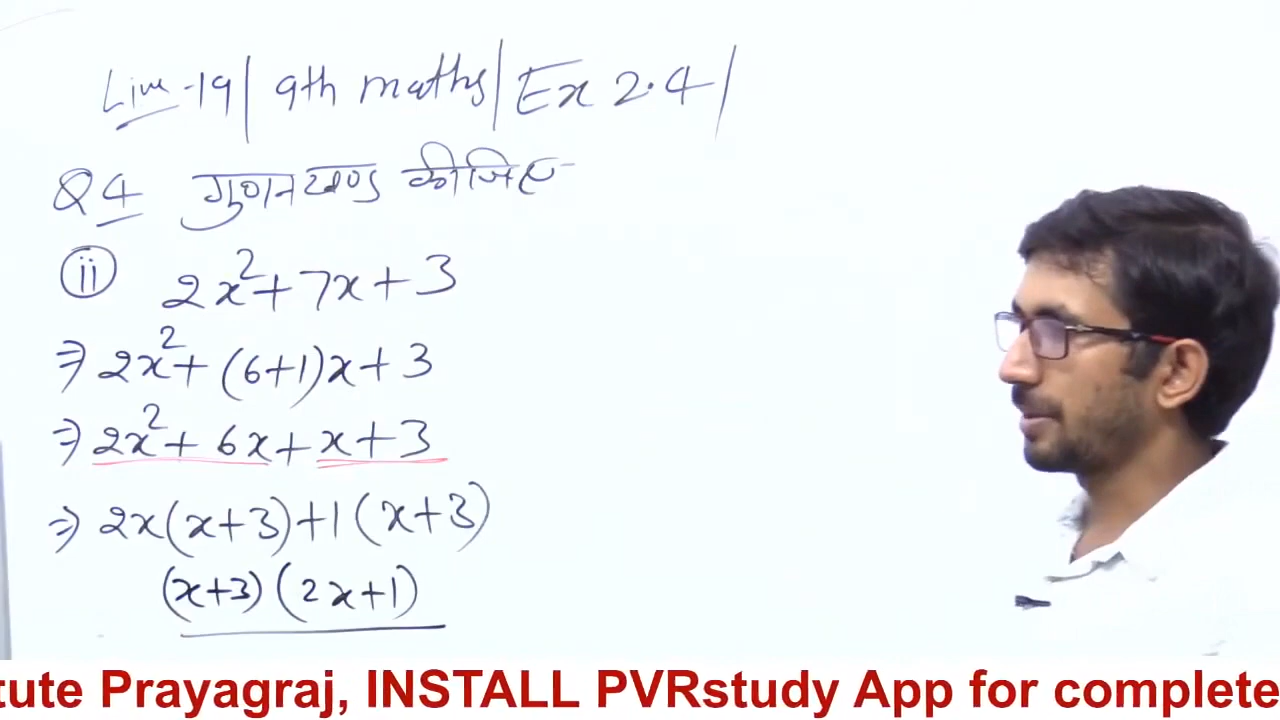 Live-19| 9th maths| Ex 2.4|
Q4 गुणनखण्ड कीजिए
ii 2x²+7x+3
⇒ 2x²+(6+1)x+3
⇒ 2x²+6x+x+3
⇒ 2x(x+3)+1(x+3)
(x+3)(2x+1)
tute Prayagraj, INSTALL PVRstudy App for complete